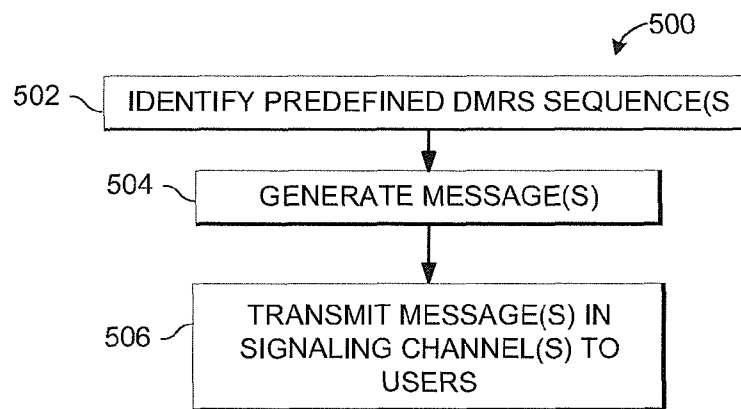 500
502
IDENTIFY PREDEFINED DMRS SEQUENCE(S
504
GENERATE MESSAGE(S)
506
TRANSMIT MESSAGE(S) IN
SIGNALING CHANNEL(S) TO
USERS